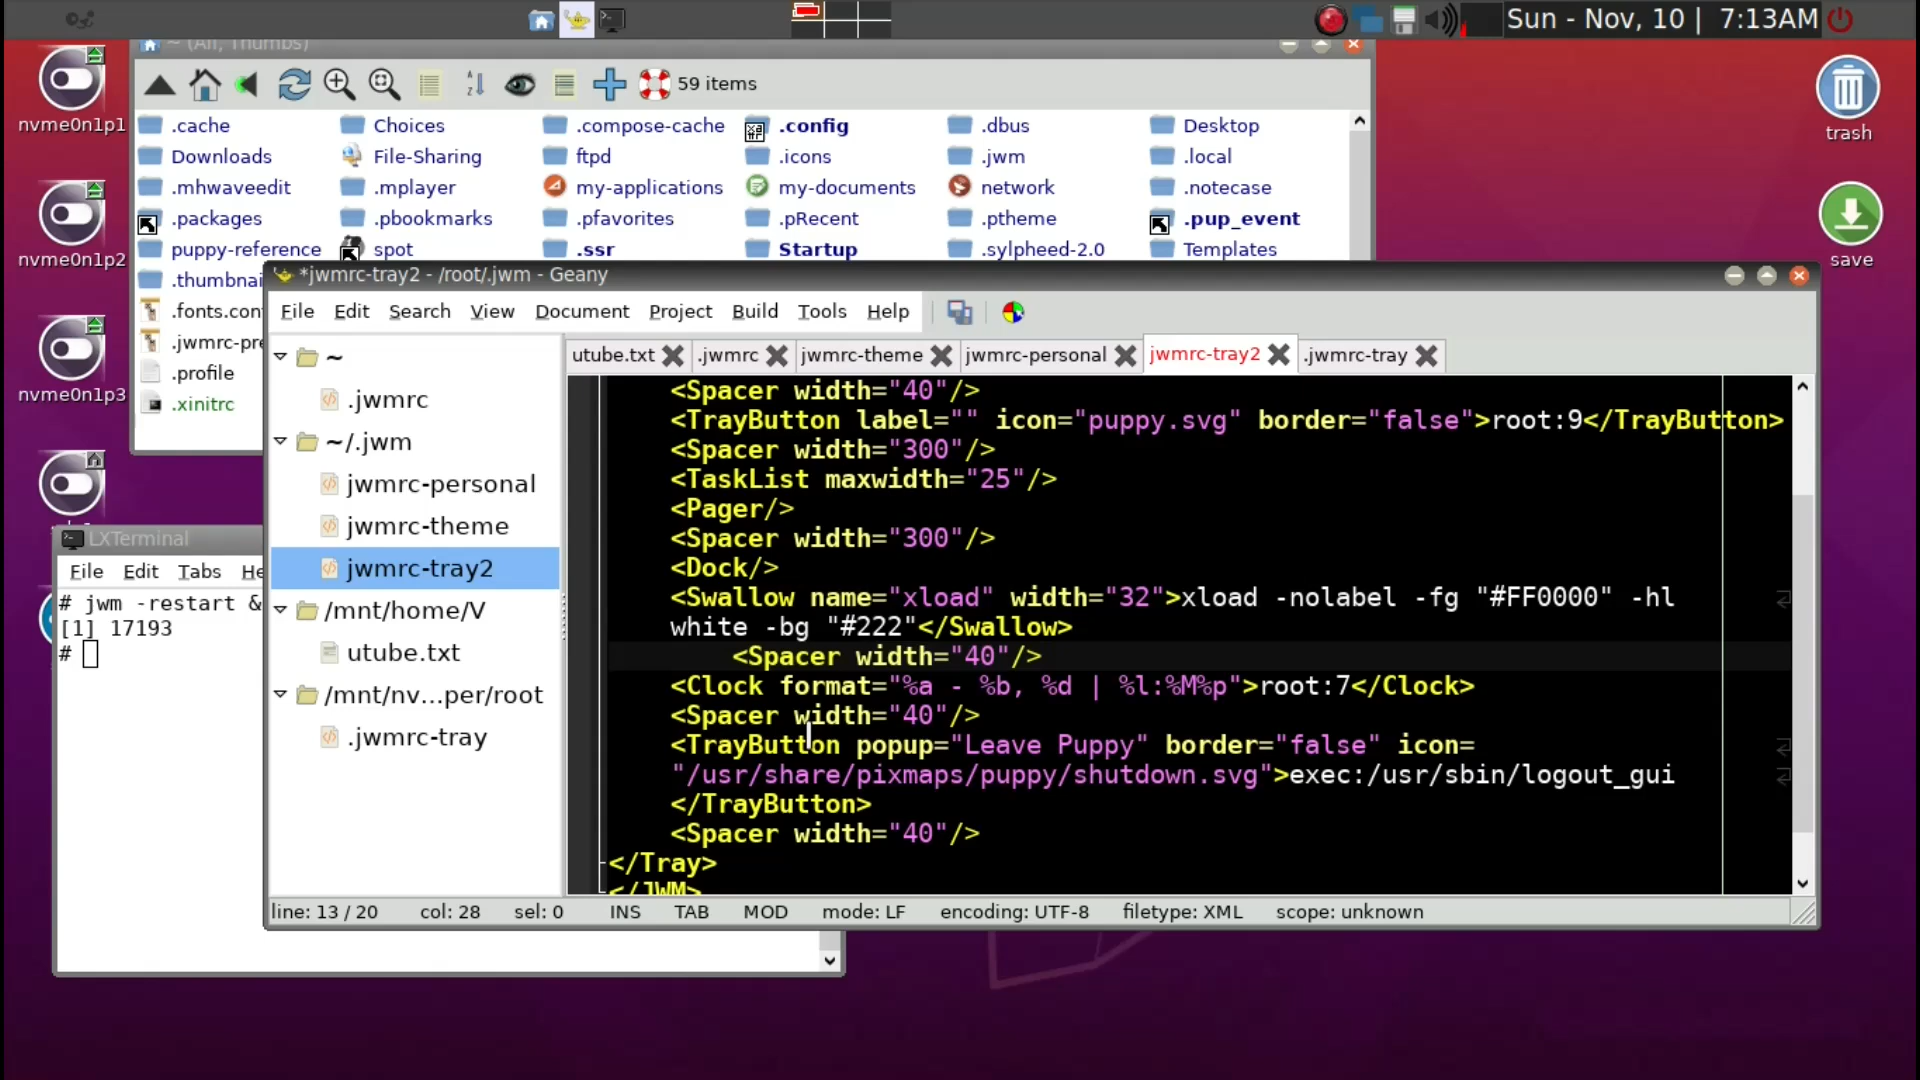 Sun - Nov, 10 | 7:13AM
nvme0n1p1
nvme0n1p2
nvme0n1p3
trash
save
~ (All, Thumbs)
59 items
.cache Choices .compose-cache .config .dbus Desktop
Downloads File-Sharing ftpd .icons .jwm .local
.mhwaveedit .mplayer my-applications my-documents network .notecase
.packages .pbookmarks .pfavorites .pRecent .ptheme .pup_event
puppy-reference spot .ssr Startup .sylpheed-2.0 Templates
.thumbnai
.fonts.con
.jwmrc-pre
.profile
.xinitrc
LXTerminal
File Edit Tabs He
# jwm -restart &
[1] 17193
#
*jwmrc-tray2 - /root/.jwm - Geany
File Edit Search View Document Project Build Tools Help
~
.jwmrc
~/.jwm
jwmrc-personal
jwmrc-theme
jwmrc-tray2
/mnt/home/V
utube.txt
/mnt/nv...per/root
.jwmrc-tray
utube.txt .jwmrc jwmrc-theme jwmrc-personal jwmrc-tray2 .jwmrc-tray
<Spacer width="40"/>
<TrayButton label="" icon="puppy.svg" border="false">root:9</TrayButton>
<Spacer width="300"/>
<TaskList maxwidth="25"/>
<Pager/>
<Spacer width="300"/>
<Dock/>
<Swallow name="xload" width="32">xload -nolabel -fg "#FF0000" -hl
white -bg "#222"</Swallow>
<Spacer width="40"/>
<Clock format="%a - %b, %d | %l:%M%p">root:7</Clock>
<Spacer width="40"/>
<TrayButton popup="Leave Puppy" border="false" icon=
"/usr/share/pixmaps/puppy/shutdown.svg">exec:/usr/sbin/logout_gui
</TrayButton>
<Spacer width="40"/>
</Tray>
</JWM>
line: 13 / 20 col: 28 sel: 0 INS TAB MOD mode: LF encoding: UTF-8 filetype: XML scope: unknown